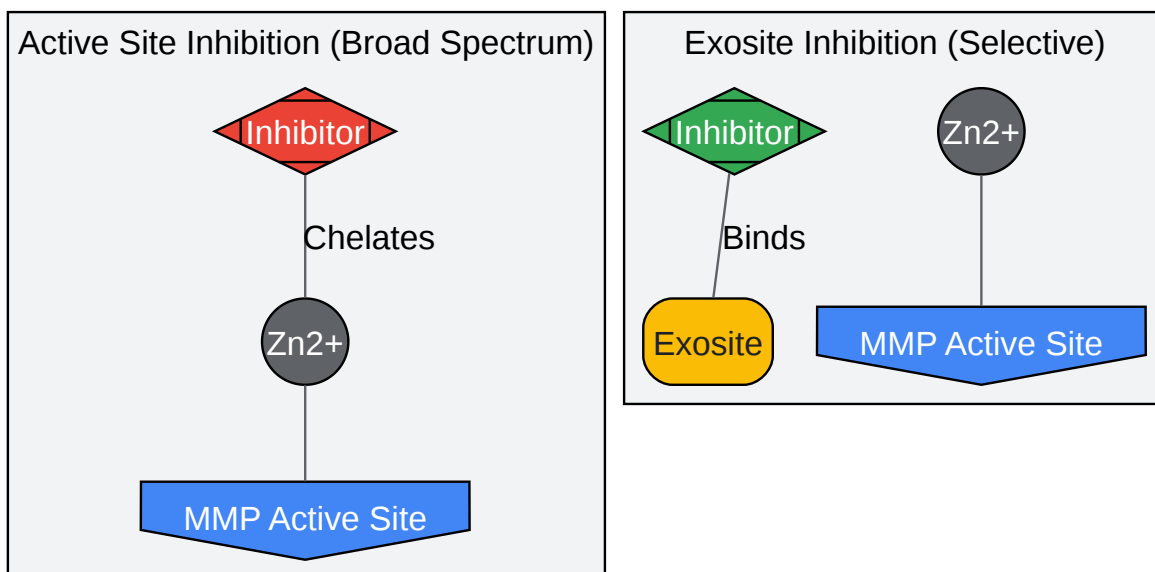 Active Site Inhibition (Broad Spectrum)
Inhibitor
Chelates
Zn2+
MMP Active Site
Exosite Inhibition (Selective)
Inhibitor
Zn2+
Binds
Exosite
MMP Active Site